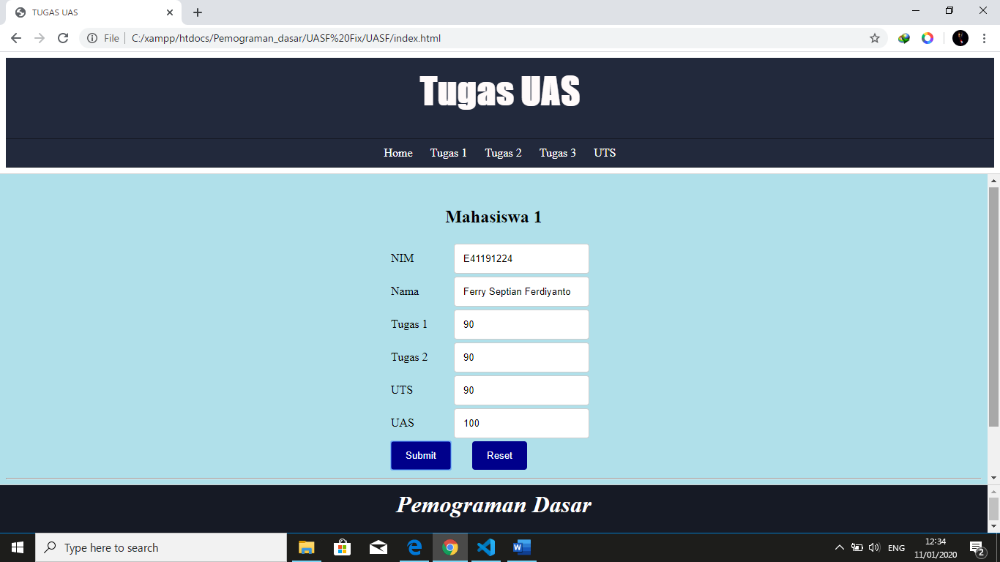 TUGAS UAS
File C:/xampp/htdocs/Pemograman_dasar/UASF%20Fix/UASF/index.html
Tugas UAS
Home Tugas 1 Tugas 2 Tugas 3 UTS
Mahasiswa 1
NIM E41191224
Nama Ferry Septian Ferdiyanto
Tugas 1 90
Tugas 2 90
UTS 90
UAS 100
Submit Reset
Pemograman Dasar
Type here to search
ENG
12:34
11/01/2020
2